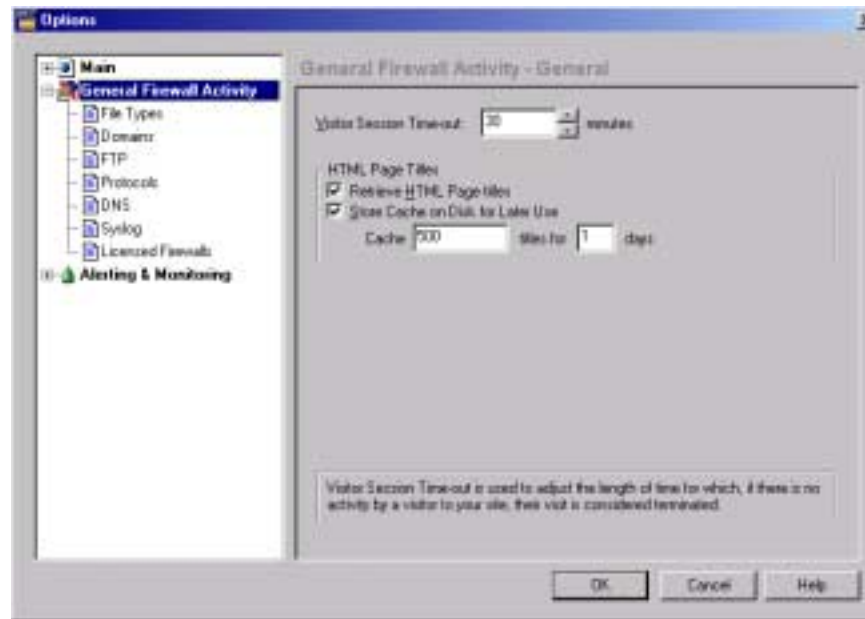 Options
Main
General Firewall Activity
File Types
Domains
FTP
Protocols
DNS
Syslog
Licensed Firewalls
Alerting & Monitoring
General Firewall Activity - General
Visitor Session Time-out: 30 minutes
HTML Page Titles
Retrieve HTML Page titles
Store Cache on Disk for Later Use
Cache 500 titles for 1 days
Visitor Session Time-out is used to adjust the length of time for which, if there is no
activity by a visitor to your site, their visit is considered terminated.
OK Cancel Help